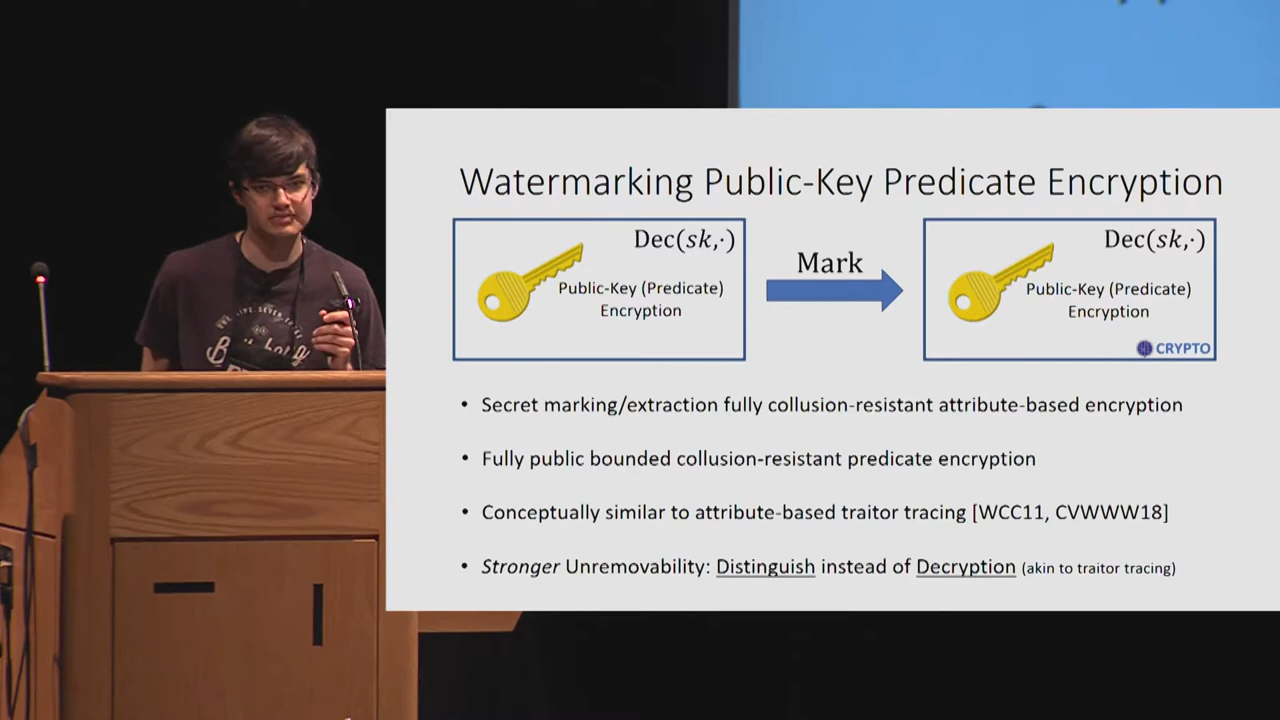 Watermarking Public-Key Predicate Encryption
Dec(sk,·)
Public-Key (Predicate)
Encryption
Mark
Dec(sk,·)
Public-Key (Predicate)
Encryption
CRYPTO
• Secret marking/extraction fully collusion-resistant attribute-based encryption
• Fully public bounded collusion-resistant predicate encryption
• Conceptually similar to attribute-based traitor tracing [WCC11, CVWWW18]
• Stronger Unremovability: Distinguish instead of Decryption (akin to traitor tracing)